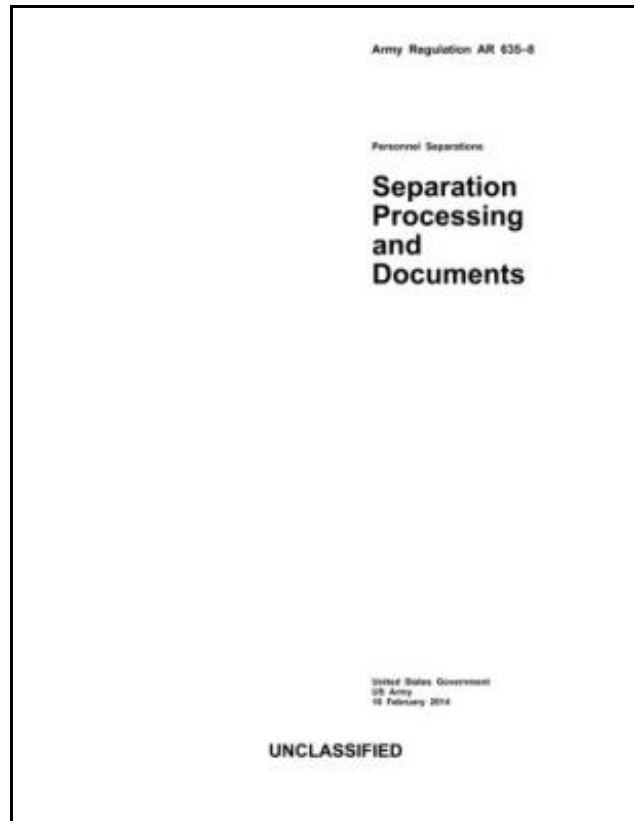 Army Regulation AR 635–8
Personnel Separations
Separation
Processing
and
Documents
United States Government
US Army
10 February 2014
UNCLASSIFIED